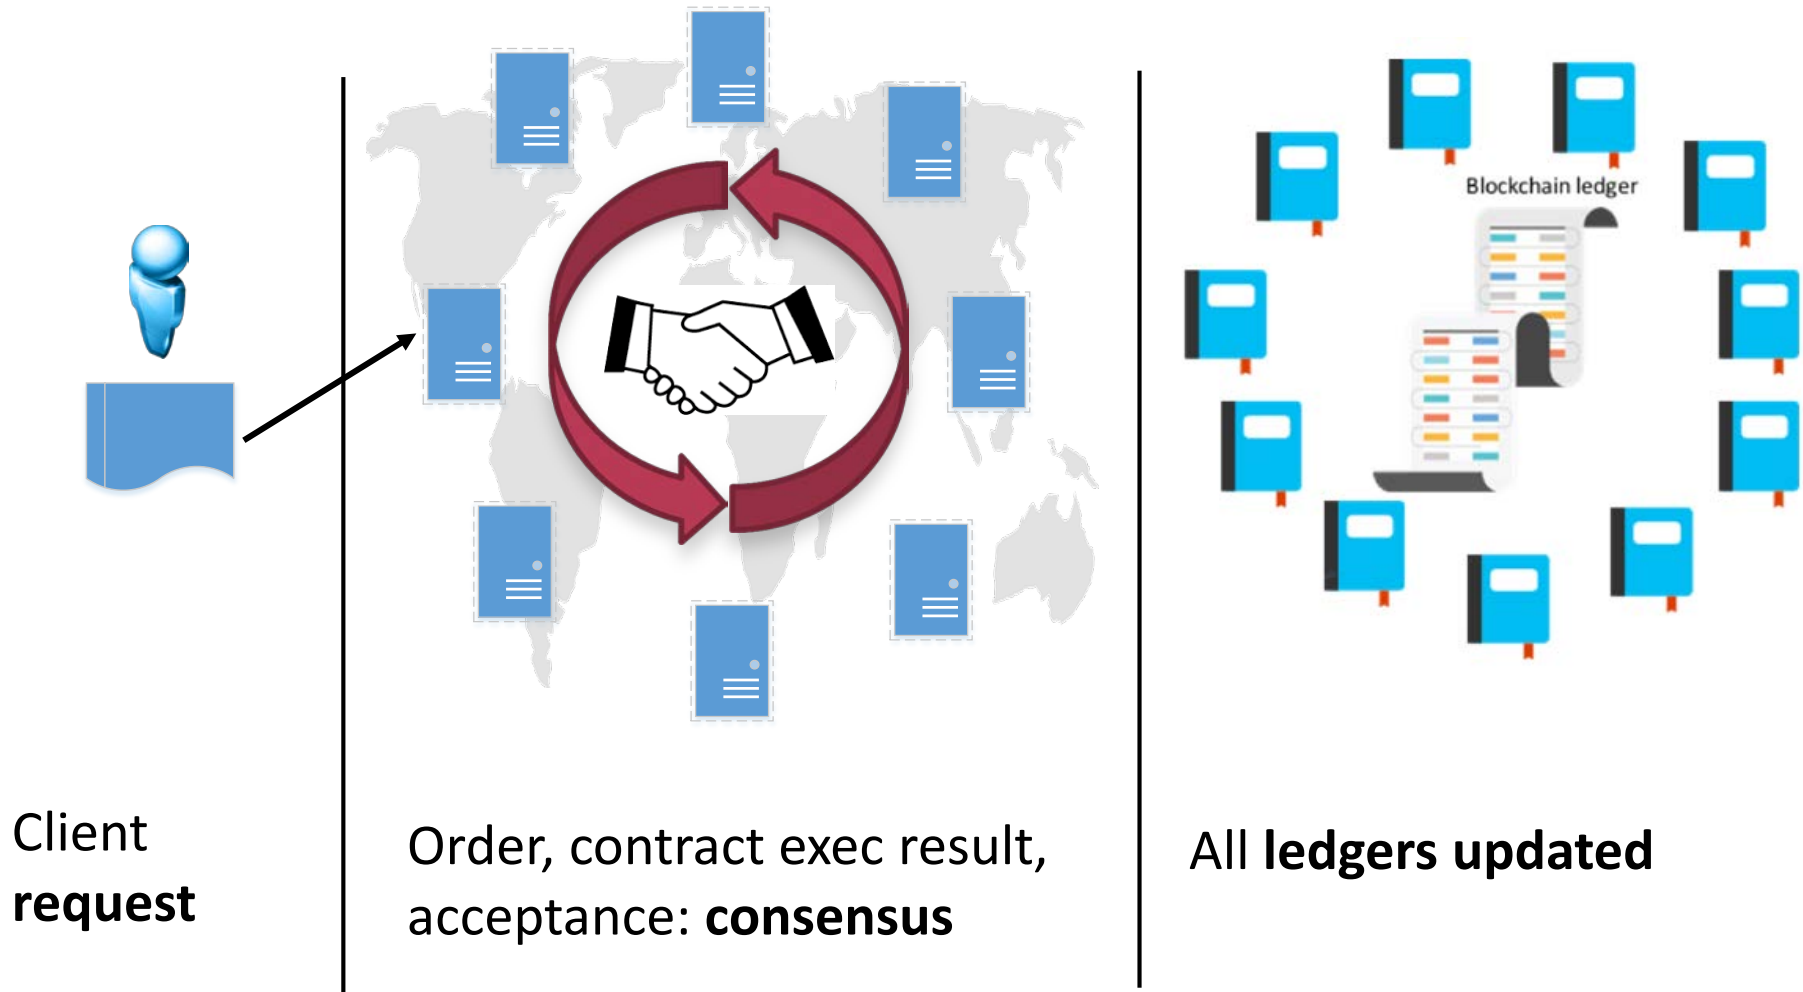 Blockchain ledger
Client
request
Order, contract exec result,
acceptance: consensus
All ledgers updated